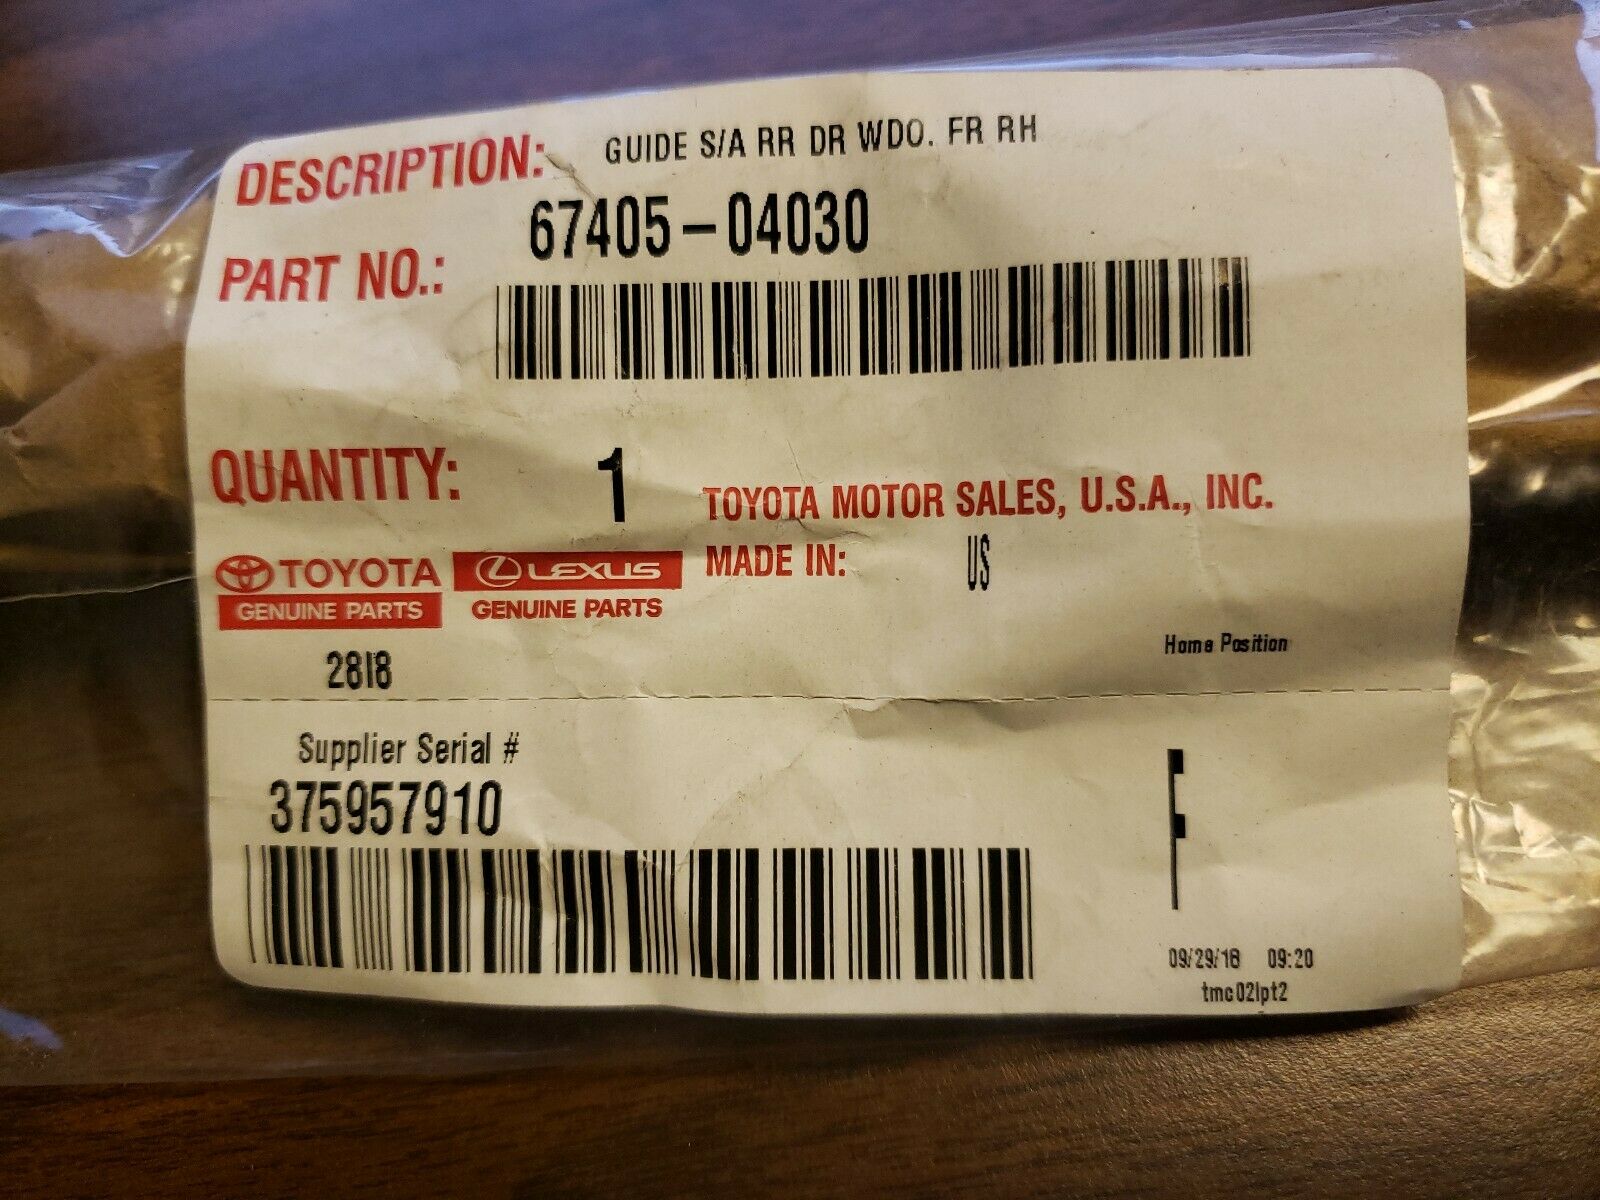 DESCRIPTION: GUIDE S/A RR DR WDO. FR RH
PART NO.: 67405-04030
QUANTITY: 1
TOYOTA MOTOR SALES, U.S.A., INC.
MADE IN: US
TOYOTA
GENUINE PARTS
LEXUS
GENUINE PARTS
2818
Home Position
Supplier Serial #
375957910
09/29/18 09:20
tmc02lpt2